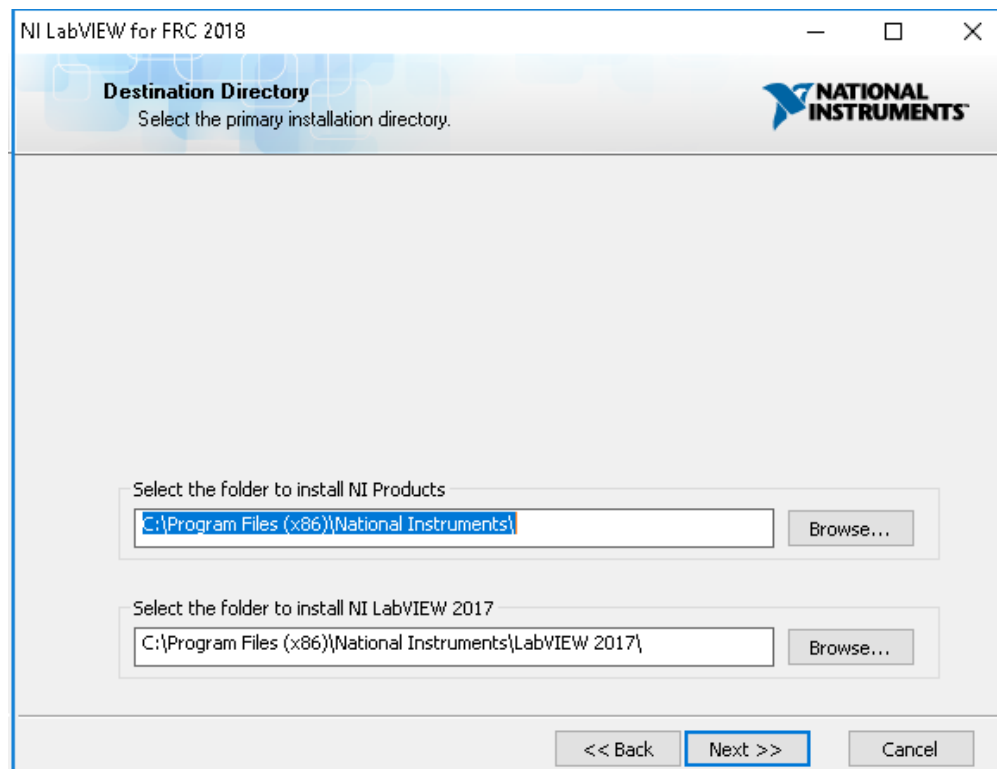 NI LabVIEW for FRC 2018
Destination Directory
Select the primary installation directory.
NATIONAL
INSTRUMENTS™
Select the folder to install NI Products
C:\Program Files (x86)\National Instruments\
Browse...
Select the folder to install NI LabVIEW 2017
C:\Program Files (x86)\National Instruments\LabVIEW 2017\
Browse...
<< Back Next >> Cancel